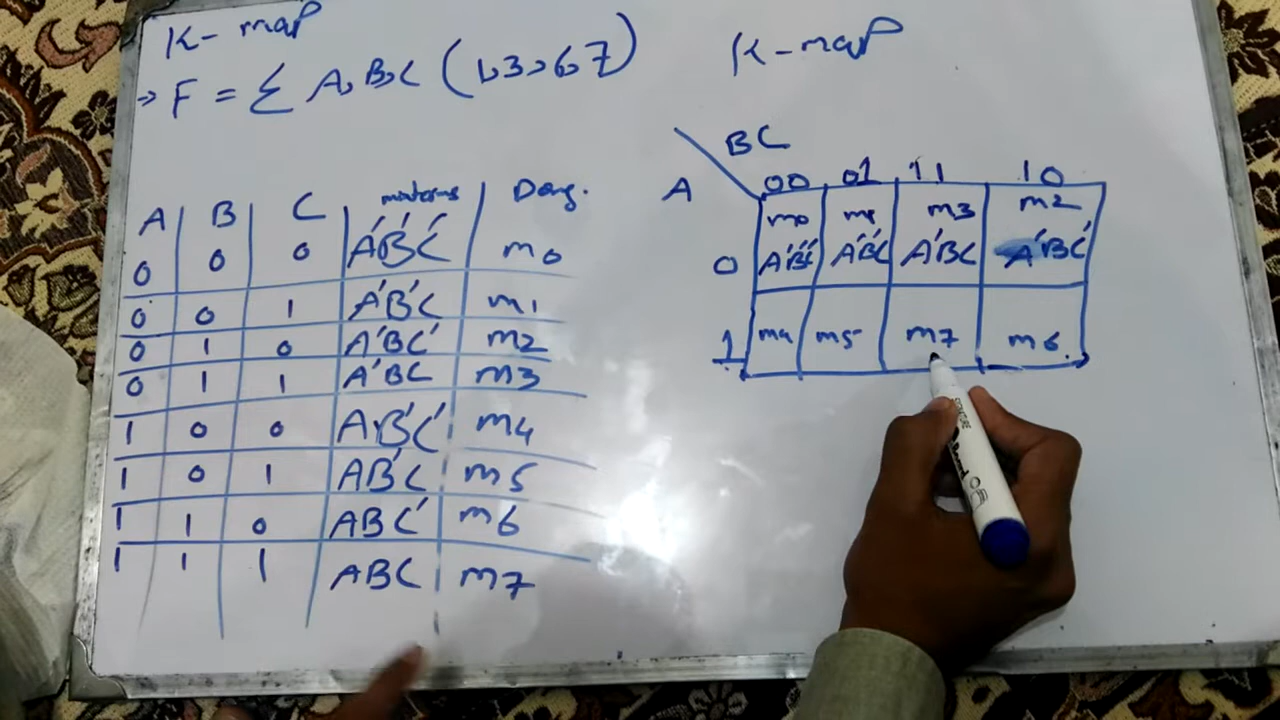 K-map
→ F = Σ A,B,C (1,3,6,7)
A B C minterms Desg.
0 0 0 A'B'C' m0
0 0 1 A'B'C m1
0 1 0 A'BC' m2
0 1 1 A'BC m3
1 0 0 AB'C' m4
1 0 1 AB'C m5
1 1 0 ABC' m6
1 1 1 ABC m7
K-map
BC
A 00 01 11 10
m0 m1 m3 m2
0 A'B'C' A'B'C A'BC A'BC'
1 m4 m5 m7 m6